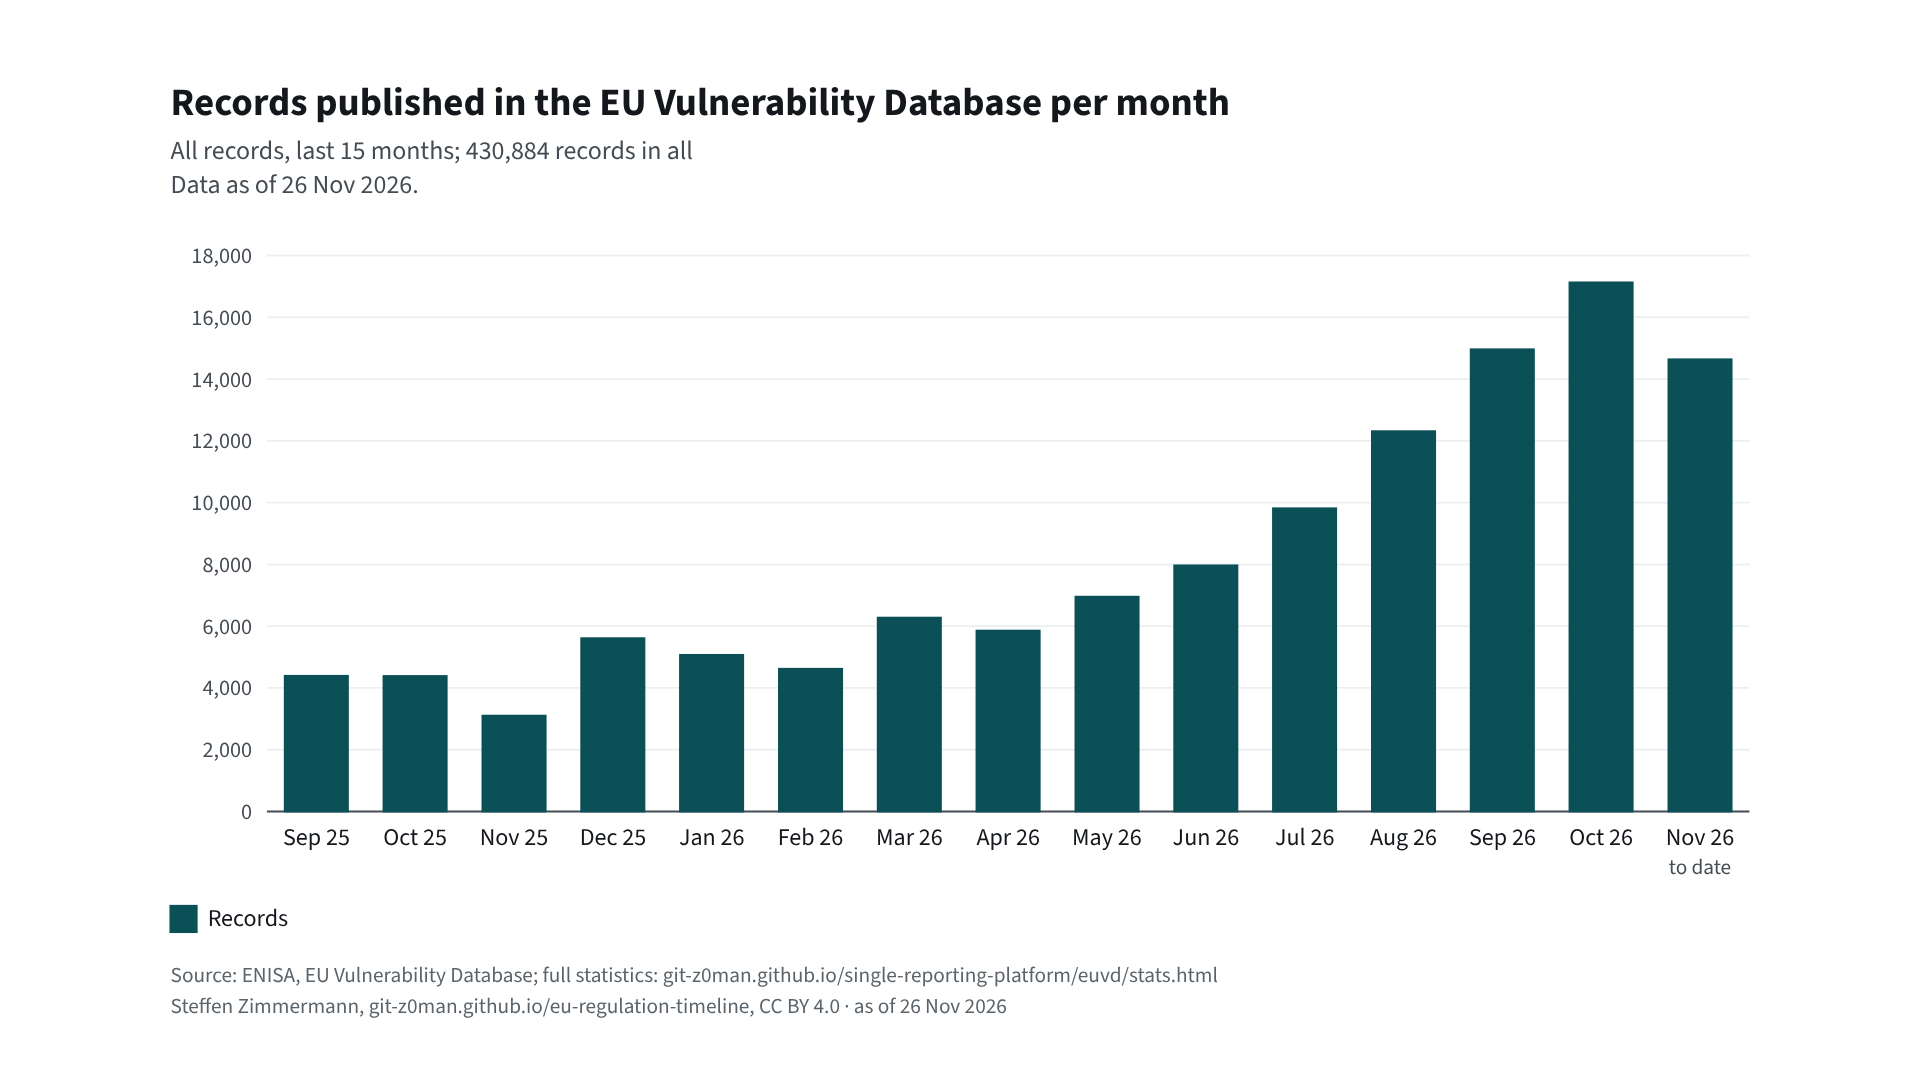 Records published in the EU Vulnerability Database per month
All records, last 15 months; 430,884 records in all
Data as of 26 Nov 2026.
18,000
16,000
14,000
12,000
10,000
8,000
6,000
4,000
2,000
0
Sep 25 Oct 25 Nov 25 Dec 25 Jan 26 Feb 26 Mar 26 Apr 26 May 26 Jun 26 Jul 26 Aug 26 Sep 26 Oct 26 Nov 26
to date
Records
Source: ENISA, EU Vulnerability Database; full statistics: git-z0man.github.io/single-reporting-platform/euvd/stats.html
Steffen Zimmermann, git-z0man.github.io/eu-regulation-timeline, CC BY 4.0 · as of 26 Nov 2026